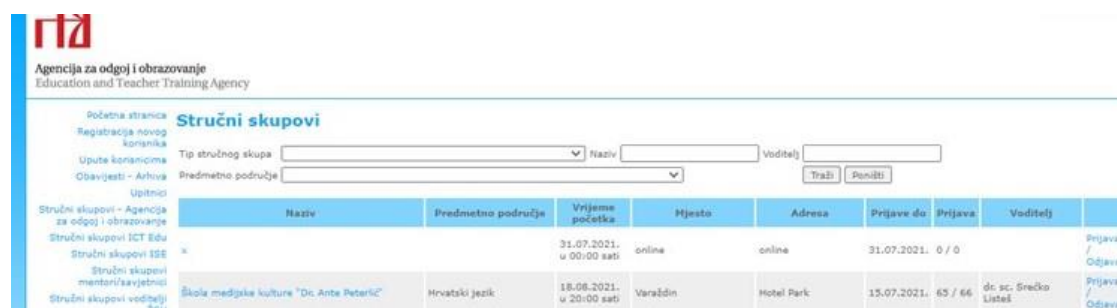 Agencija za odgoj i obrazovanje
Education and Teacher Training Agency
Početna stranica
Registracija novog
korisnika
Upute korisnicima
Obavijesti - Arhiva
Upitnici
Stručni skupovi - Agencija
za odgoj i obrazovanje
Stručni skupovi ICT Edu
Stručni skupovi ISE
Stručni skupovi
mentori/savjetnici
Stručni skupovi voditelji
Stručni skupovi
Tip stručnog skupa Naziv Voditelj
Predmetno područje Traži Poništi
Naziv Predmetno područje Vrijeme početka Mjesto Adresa Prijave do Prijava Voditelj
x 31.07.2021. u 00:00 sati online online 31.07.2021. 0 / 0 Prijava / Odjava
Škola medijske kulture "Dr. Ante Peterlić" Hrvatski jezik 18.08.2021. u 20:00 sati Varaždin Hotel Park 15.07.2021. 65 / 66 dr. sc. Srećko Listeš Prijava / Odjava